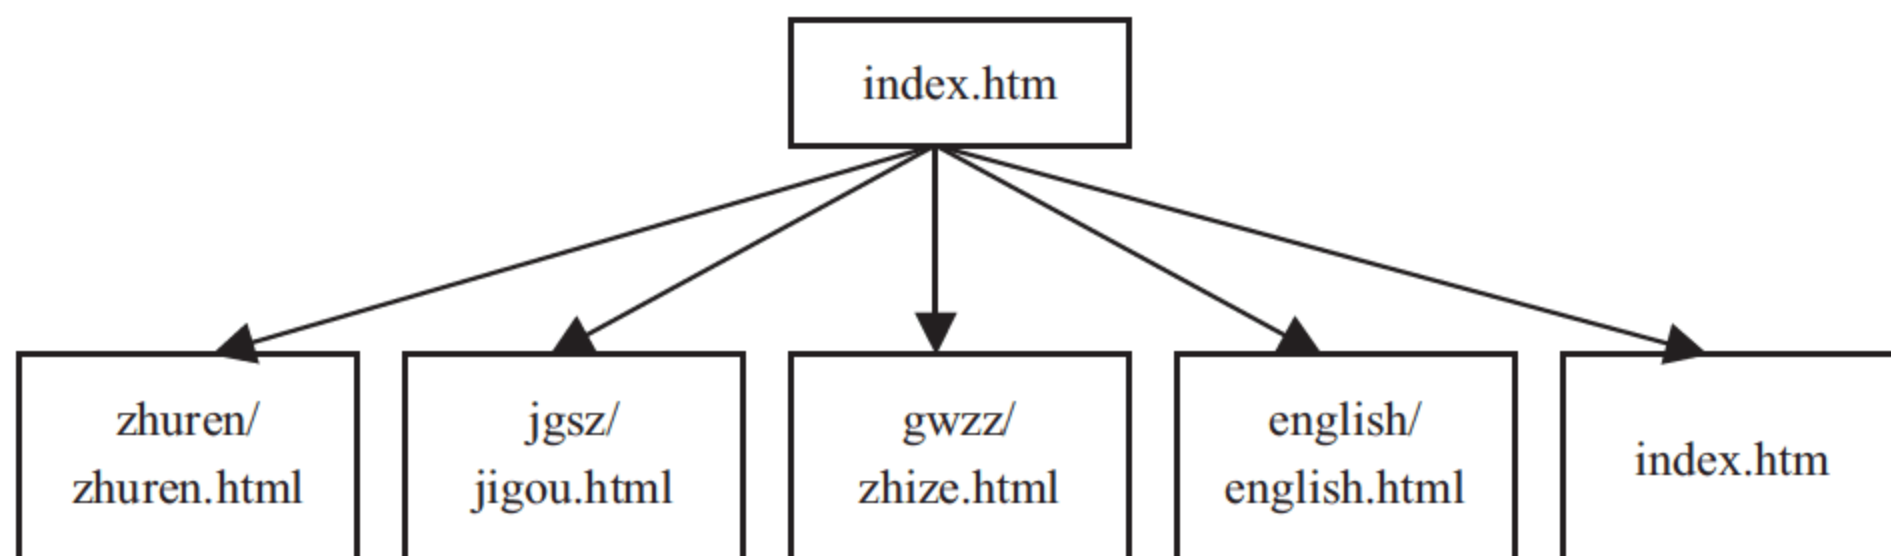 index.htm
zhuren/
zhuren.html
jgsz/
jigou.html
gwzz/
zhize.html
english/
english.html
index.htm